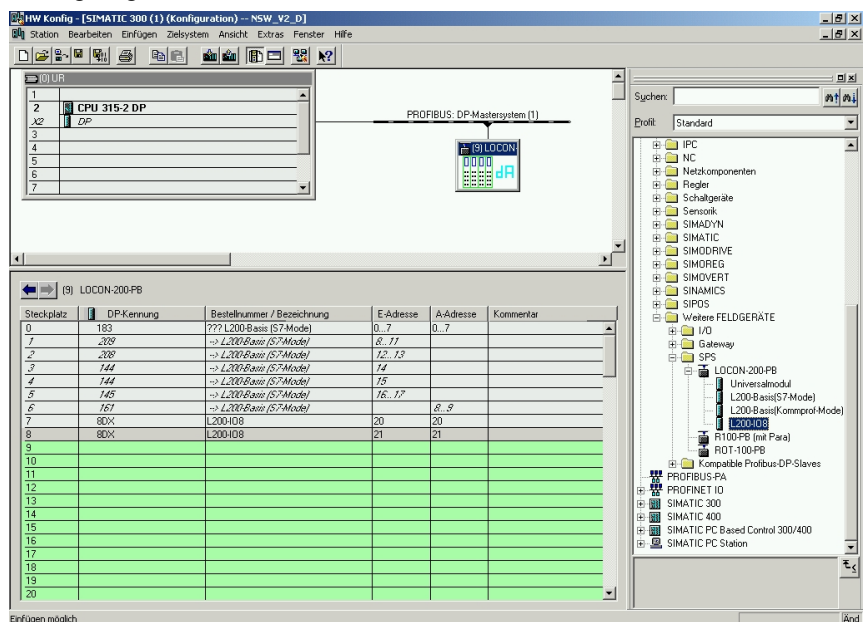 HW Konfig - [SIMATIC 300 (1) (Konfiguration) -- NSW_V2_D]
Station Bearbeiten Einfügen Zielsystem Ansicht Extras Fenster Hilfe
(0) UR
1
2 CPU 315-2 DP
X2 DP
3
4
5
6
7
PROFIBUS: DP-Mastersystem (1)
(9) LOCON-
dA
(9) LOCON-200-PB
Steckplatz DP-Kennung Bestellnummer / Bezeichnung E-Adresse A-Adresse Kommentar
0 183 ??? L200-Basis (S7-Mode) 0...7 0...7
1 209 --> L200-Basis (S7-Mode) 8...11
2 208 --> L200-Basis (S7-Mode) 12...13
3 144 --> L200-Basis (S7-Mode) 14
4 144 --> L200-Basis (S7-Mode) 15
5 145 --> L200-Basis (S7-Mode) 16...17
6 161 --> L200-Basis (S7-Mode) 8...9
7 8DX L200-IO8 20 20
8 8DX L200-IO8 21 21
9
10
11
12
13
14
15
16
17
18
19
20
Suchen:
Profil: Standard
IPC
NC
Netzkomponenten
Regler
Schaltgeräte
Sensorik
SIMADYN
SIMATIC
SIMODRIVE
SIMOREG
SIMOVERT
SINAMICS
SIPOS
Weitere FELDGERÄTE
I/O
Gateway
SPS
LOCON-200-PB
Universalmodul
L200-Basis(S7-Mode)
L200-Basis(Kommprof-Mode)
L200-IO8
R100-PB (mit Para)
ROT-100-PB
Kompatible Profibus-DP-Slaves
PROFIBUS-PA
PROFINET IO
SIMATIC 300
SIMATIC 400
SIMATIC PC Based Control 300/400
SIMATIC PC Station
Einfügen möglich
Änd